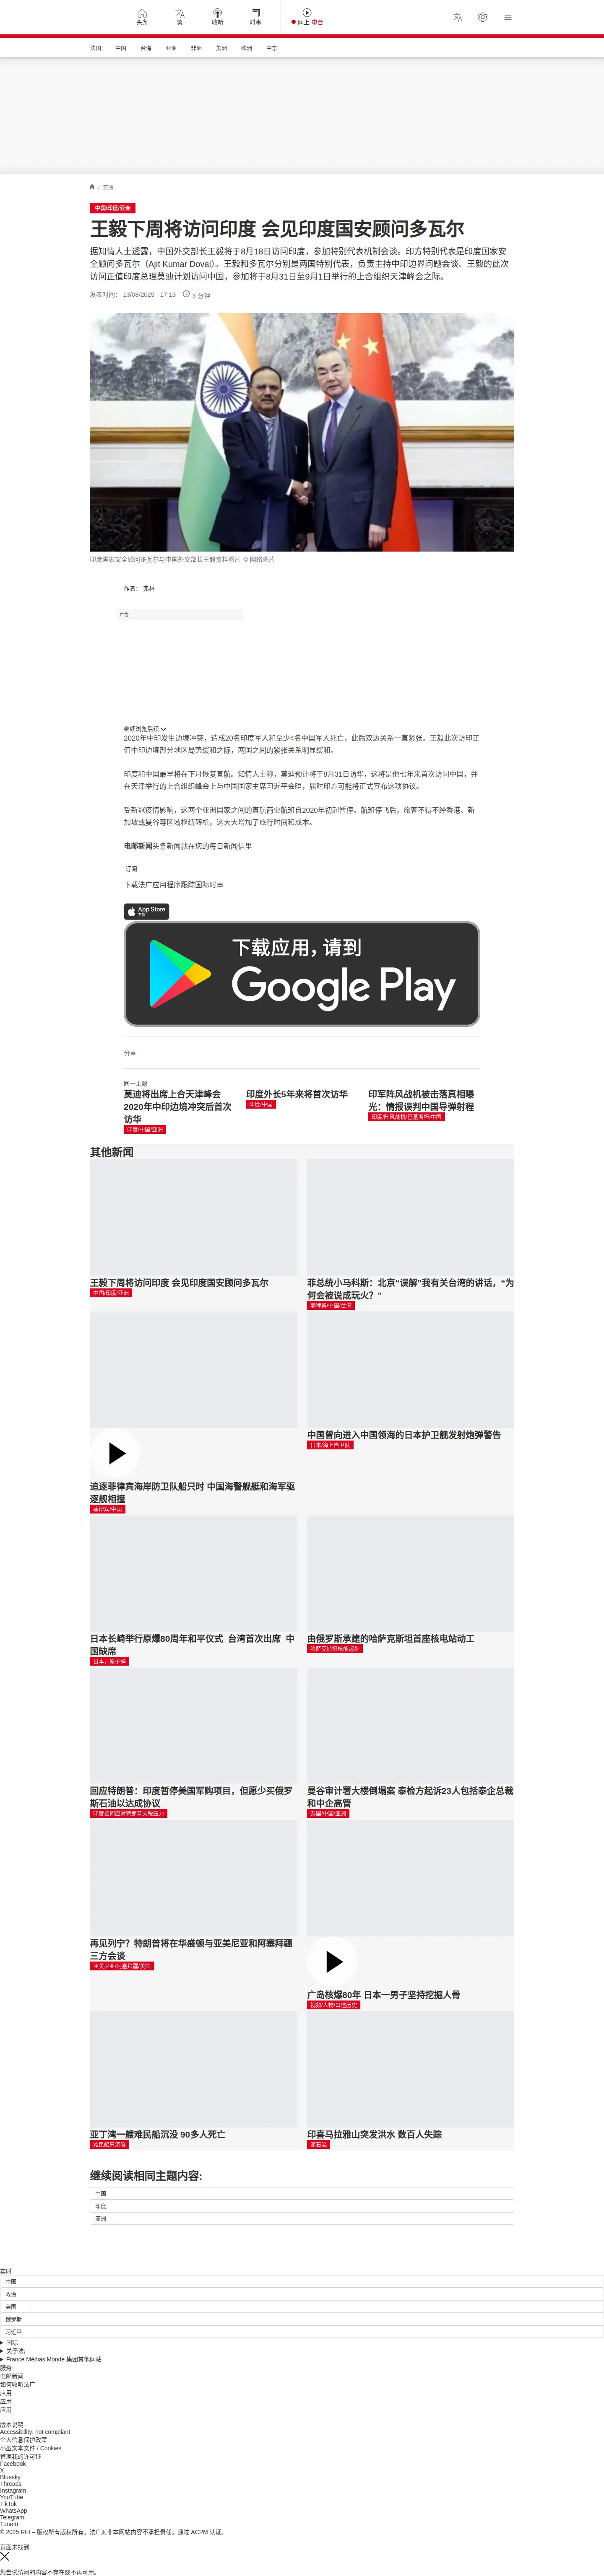 头条
繁
收听
时事
网上 电台
法国
中国
台海
亚洲
非洲
美洲
欧洲
中东
/ 亚洲
中国/印度/亚洲
王毅下周将访问印度 会见印度国安顾问多瓦尔
据知情人士透露，中国外交部长王毅将于8月18日访问印度，参加特别代表机制会谈。印方特别代表是印度国家安
全顾问多瓦尔（Ajit Kumar Doval）。王毅和多瓦尔分别是两国特别代表，负责主持中印边界问题会谈。王毅的此次
访问正值印度总理莫迪计划访问中国，参加将于8月31日至9月1日举行的上合组织天津峰会之际。
发表时间： 13/08/2025 - 17:13
3 分钟
印度国家安全顾问多瓦尔与中国外交部长王毅资料图片 © 网络图片
作者： 弗林
广告
继续浏览后续
2020年中印发生边境冲突，造成20名印度军人和至少4名中国军人死亡，此后双边关系一直紧张。王毅此次访印正
值中印边境部分地区局势缓和之际，两国之间的紧张关系明显缓和。
印度和中国最早将在下月恢复直航。知情人士称，莫迪预计将于8月31日访华，这将是他七年来首次访问中国，并
在天津举行的上合组织峰会上与中国国家主席习近平会晤，届时印方可能将正式宣布这项协议。
受新冠疫情影响，这两个亚洲国家之间的直航商业航班自2020年初起暂停。航班停飞后，旅客不得不经香港、新
加坡或曼谷等区域枢纽转机，这大大增加了旅行时间和成本。
电邮新闻头条新闻就在您的每日新闻信里
订阅
下载法广应用程序跟踪国际时事
App Store
下载
下载应用，请到
Google Play
分享 :
同一主题
莫迪将出席上合天津峰会
2020年中印边境冲突后首次
访华
印度/中国/亚洲
印度外长5年来将首次访华
印度/中国
印军阵风战机被击落真相曝
光：情报误判中国导弹射程
印度/阵风战机/巴基斯坦/中国
其他新闻
王毅下周将访问印度 会见印度国安顾问多瓦尔
中国/印度/亚洲
菲总统小马科斯：北京“误解”我有关台湾的讲话，“为
何会被说成玩火？”
菲律宾/中国/台湾
追逐菲律宾海岸防卫队船只时 中国海警舰艇和海军驱
逐舰相撞
菲律宾/中国
中国曾向进入中国领海的日本护卫舰发射炮弹警告
日本/海上自卫队
日本长崎举行原爆80周年和平仪式 台湾首次出席 中
国缺席
日本，原子弹
由俄罗斯承建的哈萨克斯坦首座核电站动工
哈萨克斯坦核能起步
回应特朗普：印度暂停美国军购项目，但愿少买俄罗
斯石油以达成协议
印度如何应对特朗普关税压力
曼谷审计署大楼倒塌案 泰检方起诉23人包括泰企总裁
和中企高管
泰国/中国/亚洲
再见列宁？特朗普将在华盛顿与亚美尼亚和阿塞拜疆
三方会谈
亚美尼亚/阿塞拜疆/美国
广岛核爆80年 日本一男子坚持挖掘人骨
视频/人物/口述历史
亚丁湾一艘难民船沉没 90多人死亡
难民船只沉船
印喜马拉雅山突发洪水 数百人失踪
泥石流
继续阅读相同主题内容:
中国
印度
亚洲
实时
中国
政治
美国
俄罗斯
习近平
国际
关于法广
France Médias Monde 集团其他网站
服务
电邮新闻
如何收听法广
应用
应用
应用
版本说明
Accessibility: not compliant
个人信息保护政策
小型文本文件 / Cookies
管理我的许可证
Facebook
X
Bluesky
Threads
Instagram
YouTube
TikTok
WhatsApp
Telegram
TuneIn
© 2025 RFI – 版权所有版权所有。法广对非本网站内容不承担责任。通过 ACPM 认证。
页面未找到
您尝试访问的内容不存在或不再可用。